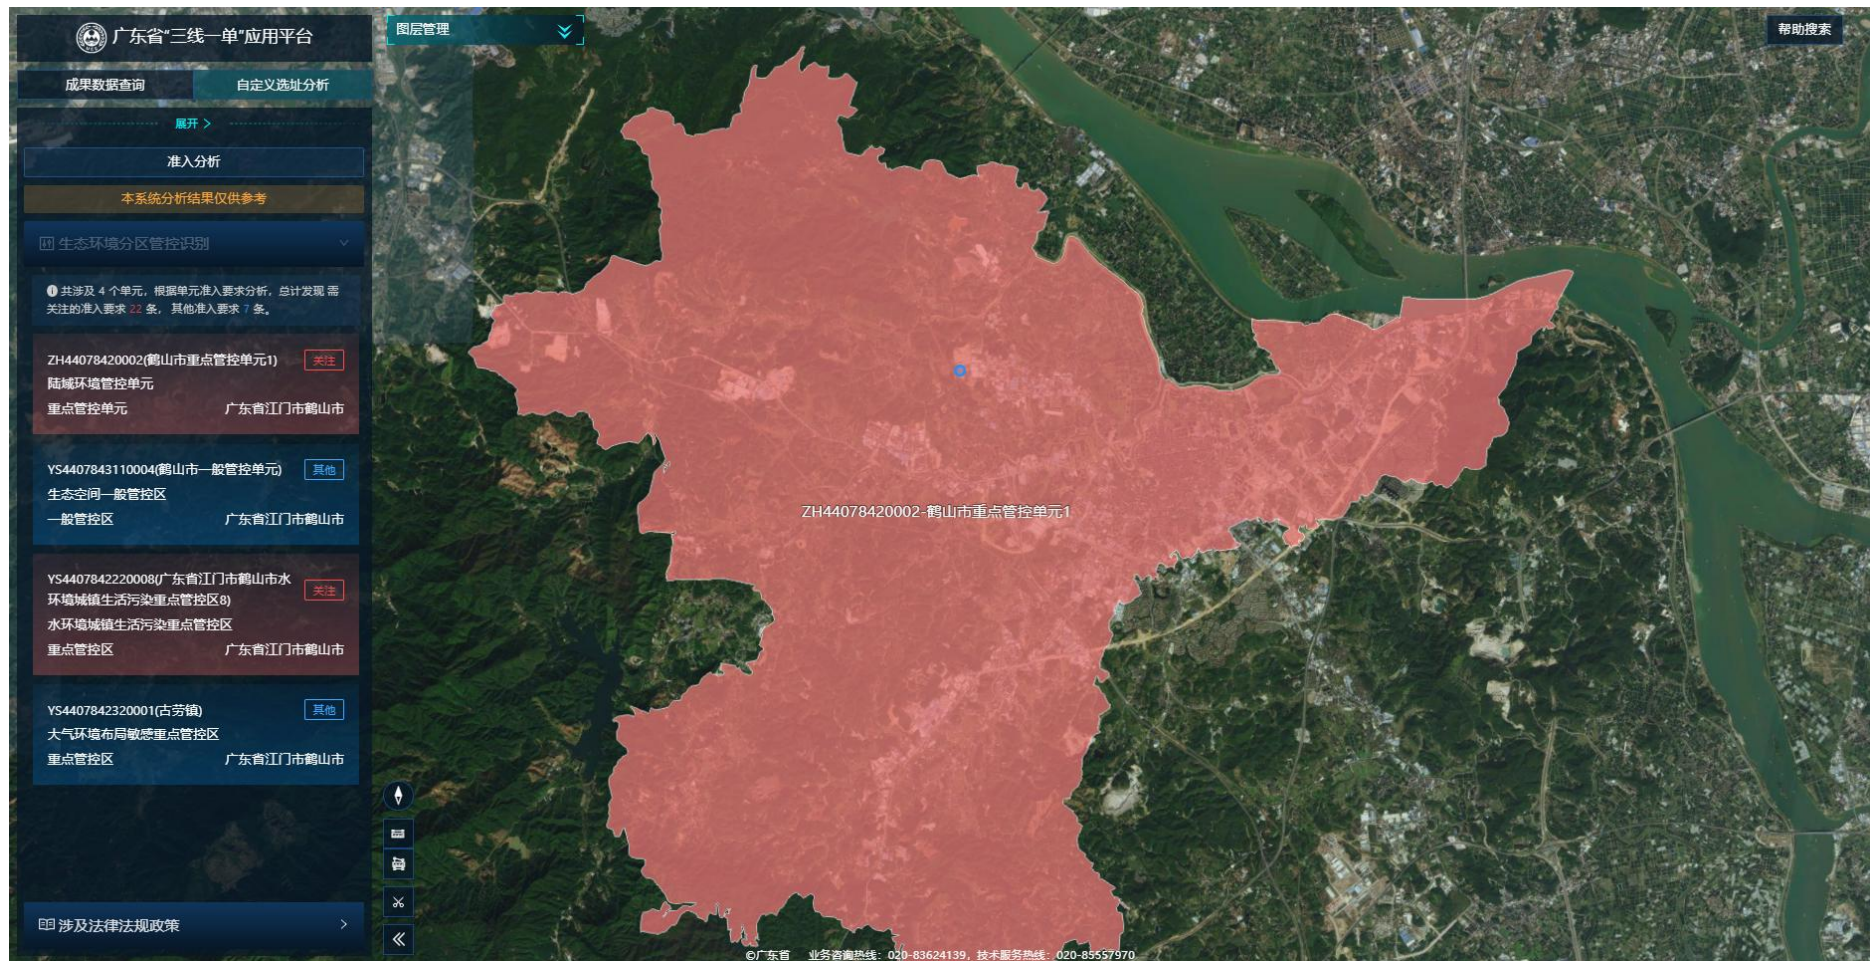 广东省“三线一单”应用平台
成果数据查询 自定义选址分析
展开 >
准入分析
本系统分析结果仅供参考
生态环境分区管控识别
共涉及 4 个单元，根据单元准入要求分析，总计发现 需
关注的准入要求 22 条， 其他准入要求 7 条。
ZH44078420002(鹤山市重点管控单元1) 关注
陆域环境管控单元
重点管控单元 广东省江门市鹤山市
YS4407843110004(鹤山市一般管控单元) 其他
生态空间一般管控区
一般管控区 广东省江门市鹤山市
YS4407842220008(广东省江门市鹤山市水
环境城镇生活污染重点管控区8) 关注
水环境城镇生活污染重点管控区
重点管控区 广东省江门市鹤山市
YS4407842320001(古劳镇) 其他
大气环境布局敏感重点管控区
重点管控区 广东省江门市鹤山市
涉及法律法规政策 >
图层管理
帮助搜索
ZH44078420002-鹤山市重点管控单元1
©广东省 业务咨询热线：020-83624139，技术服务热线：020-85557970